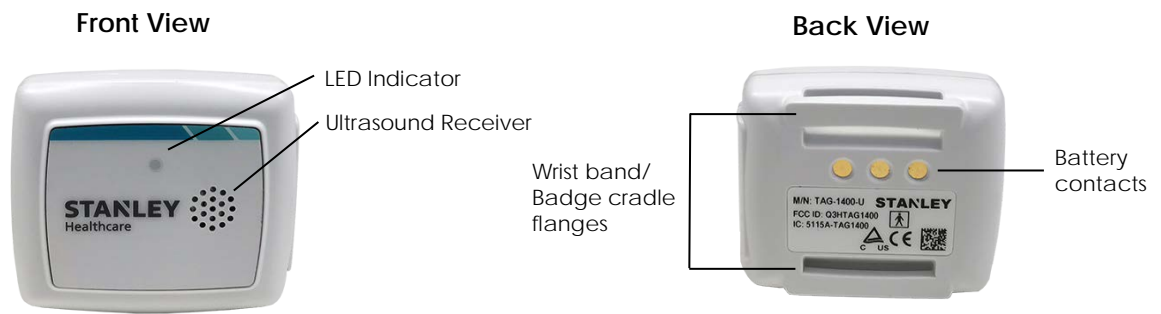 Front View
LED Indicator
Ultrasound Receiver
STANLEY
Healthcare
Back View
Wrist band/
Badge cradle
flanges
Battery
contacts
M/N: TAG-1400-U STANLEY
FCC ID: Q3HTAG1400
IC: 5115A-TAG1400
C US CE